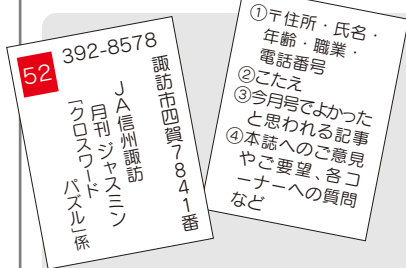 52
392-8578
諏訪市四賀7841番
JA信州諏訪
月刊ジャスミン
「クロスワード
パズル」係
①〒住所・氏名・
年齢・職業・
電話番号
②こたえ
③今月号でよかった
と思われる記事
④本誌へのご意見
やご要望、各コ
ーナーへの質問
など